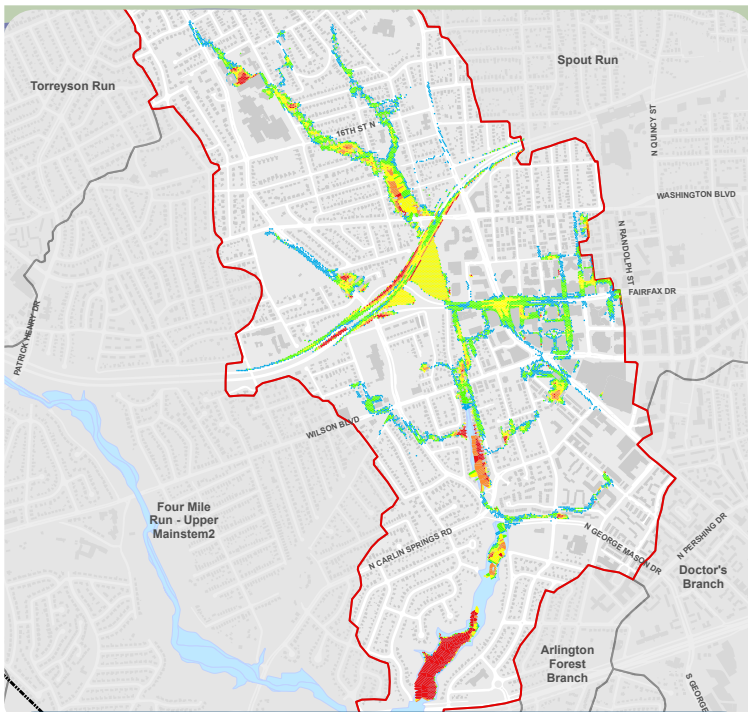 Torreyson Run
Spout Run
N QUINCY ST
16TH ST N
WASHINGTON BLVD
N RANDOLPH ST
FAIRFAX DR
PATRICK HENRY DR
WILSON BLVD
Four Mile
Run - Upper
Mainstem2
N CARLIN SPRINGS RD
N GEORGE MASON DR
N PERSHING DR
Doctor's
Branch
Arlington
Forest
Branch
S GEORGE